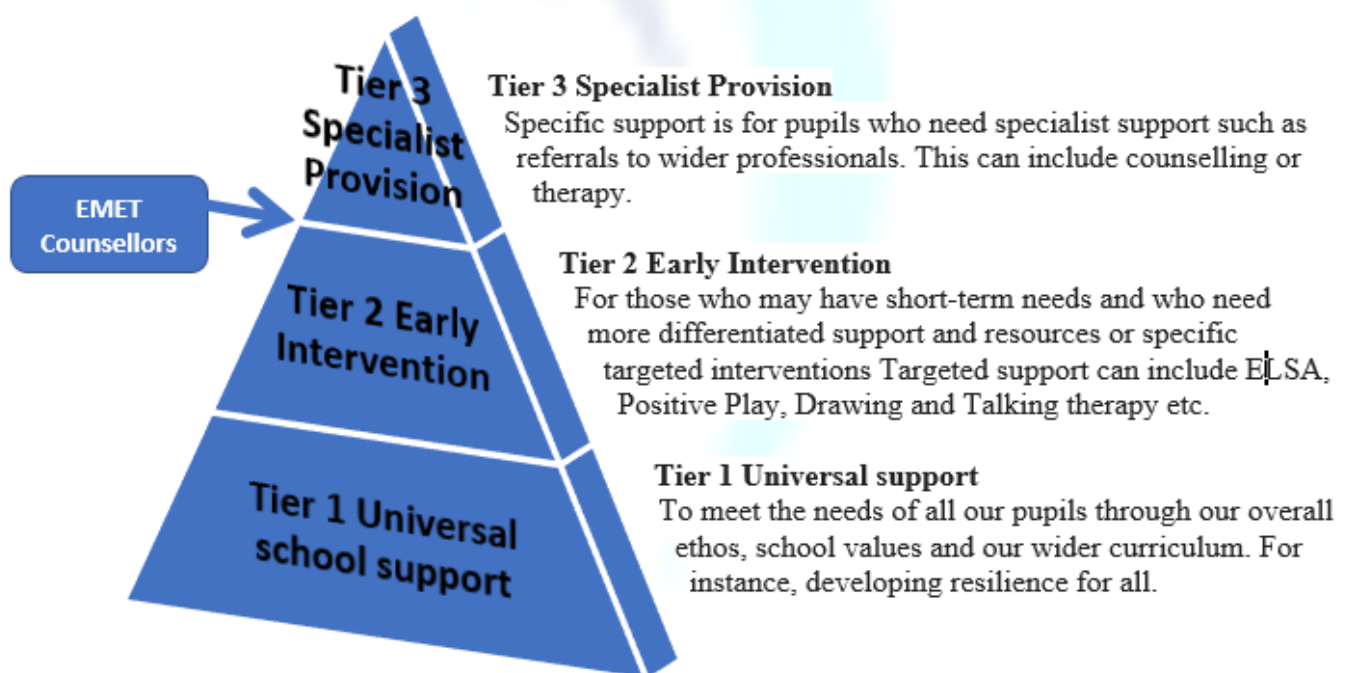 Tier 3
Specialist
Provision
EMET
Counsellors
Tier 2 Early
Intervention
Tier 1 Universal
school support
Tier 3 Specialist Provision
Specific support is for pupils who need specialist support such as
referrals to wider professionals. This can include counselling or
therapy.
Tier 2 Early Intervention
For those who may have short-term needs and who need
more differentiated support and resources or specific
targeted interventions Targeted support can include ELSA,
Positive Play, Drawing and Talking therapy etc.
Tier 1 Universal support
To meet the needs of all our pupils through our overall
ethos, school values and our wider curriculum. For
instance, developing resilience for all.